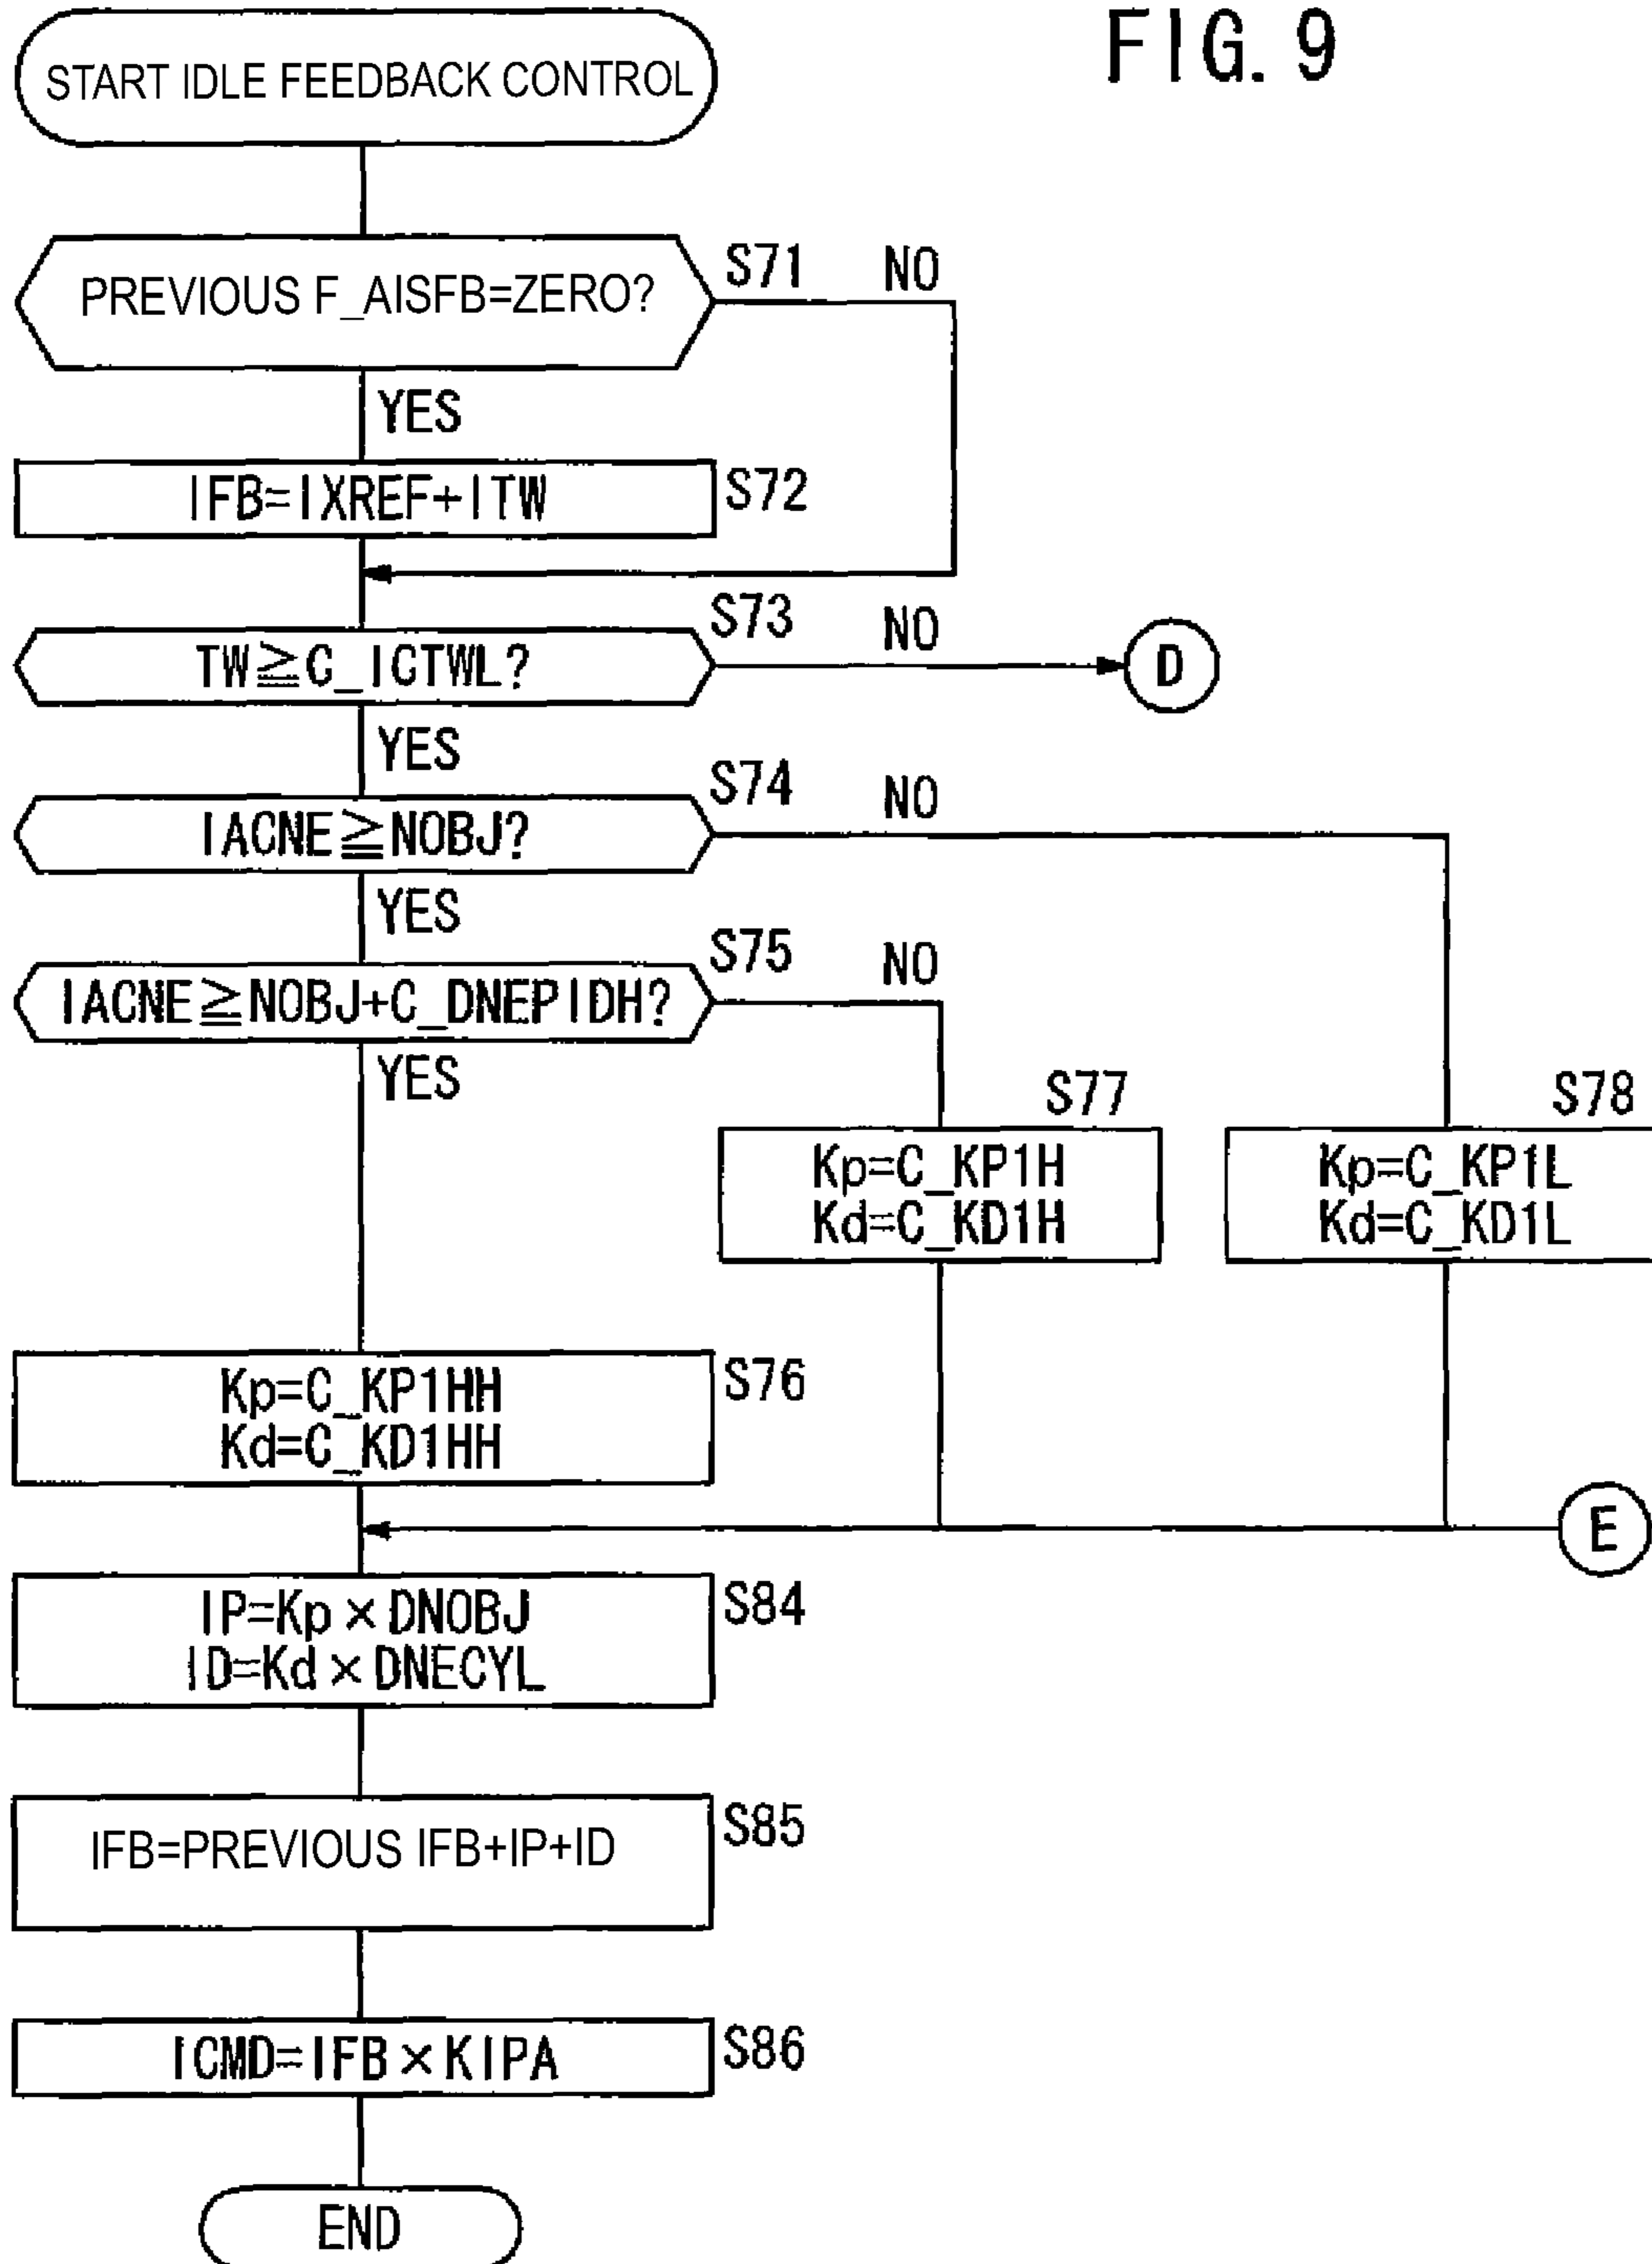 FIG. 9
START IDLE FEEDBACK CONTROL
PREVIOUS F_AISFB=ZERO?
S71
NO
YES
IFB=IXREF+ITW
S72
TW≧C_ICTWL?
S73
NO
D
YES
IACNE≧NOBJ?
S74
NO
YES
IACNE≧NOBJ+C_DNEPIDH?
S75
NO
YES
S77
Kp=C_KP1H
Kd=C_KD1H
S78
Kp=C_KP1L
Kd=C_KD1L
Kp=C_KP1HH
Kd=C_KD1HH
S76
E
IP=Kp×DNOBJ
ID=Kd×DNECYL
S84
IFB=PREVIOUS IFB+IP+ID
S85
ICMD=IFB×KIPA
S86
END